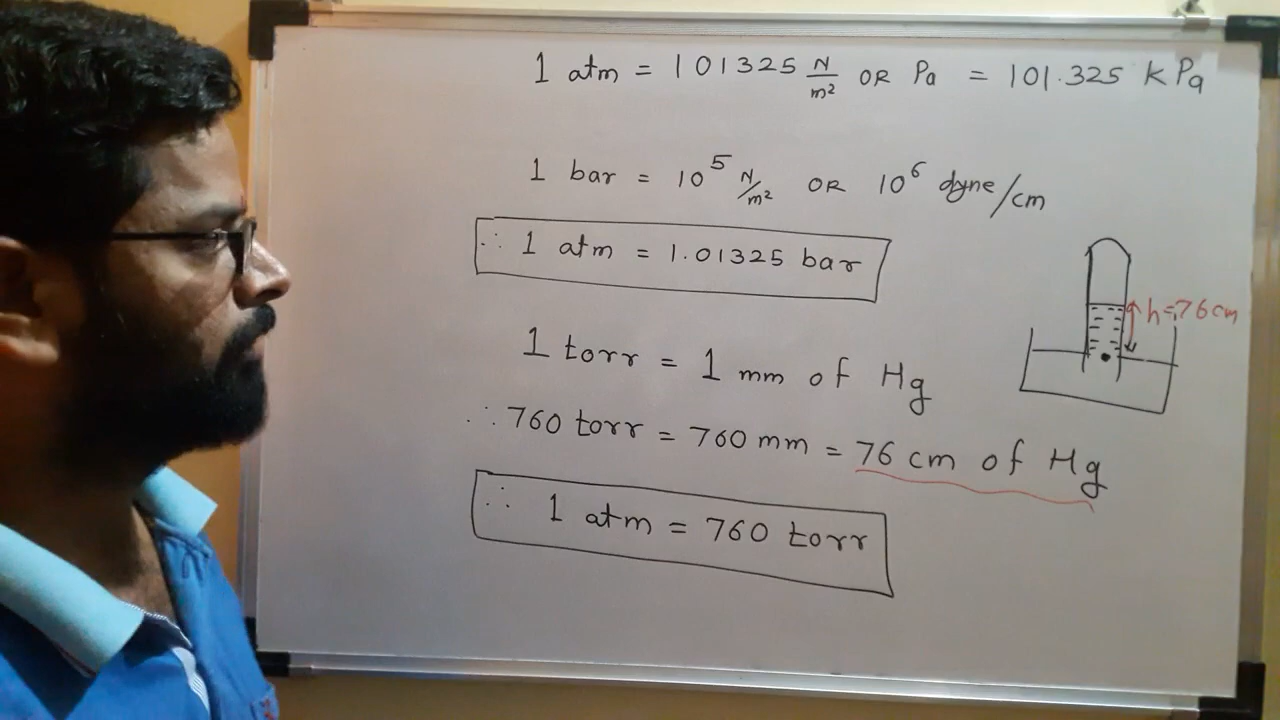 1 atm = 101325 N/m² OR Pa = 101.325 kPa
1 bar = 10⁵ N/m² OR 10⁶ dyne/cm
∴ 1 atm = 1.01325 bar
h=76cm
1 torr = 1 mm of Hg
∴ 760 torr = 760 mm = 76 cm of Hg
∴ 1 atm = 760 torr